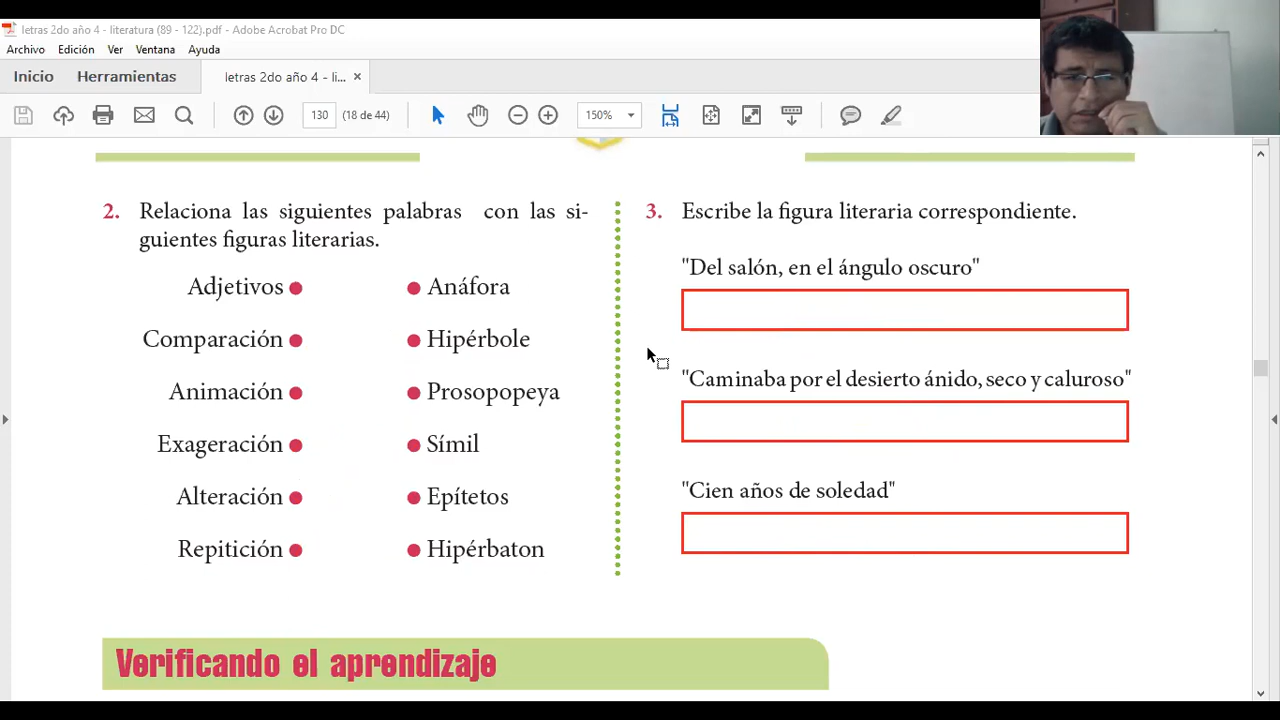 letras 2do año 4 - literatura (89 - 122).pdf - Adobe Acrobat Pro DC
Archivo Edición Ver Ventana Ayuda
Inicio Herramientas letras 2do año 4 - li... ×
130 (18 de 44) 150%
2. Relaciona las siguientes palabras con las si-
guientes figuras literarias.
Adjetivos Anáfora
Comparación Hipérbole
Animación Prosopopeya
Exageración Símil
Alteración Epítetos
Repitición Hipérbaton
3. Escribe la figura literaria correspondiente.
"Del salón, en el ángulo oscuro"
"Caminaba por el desierto ánido, seco y caluroso"
"Cien años de soledad"
Verificando el aprendizaje